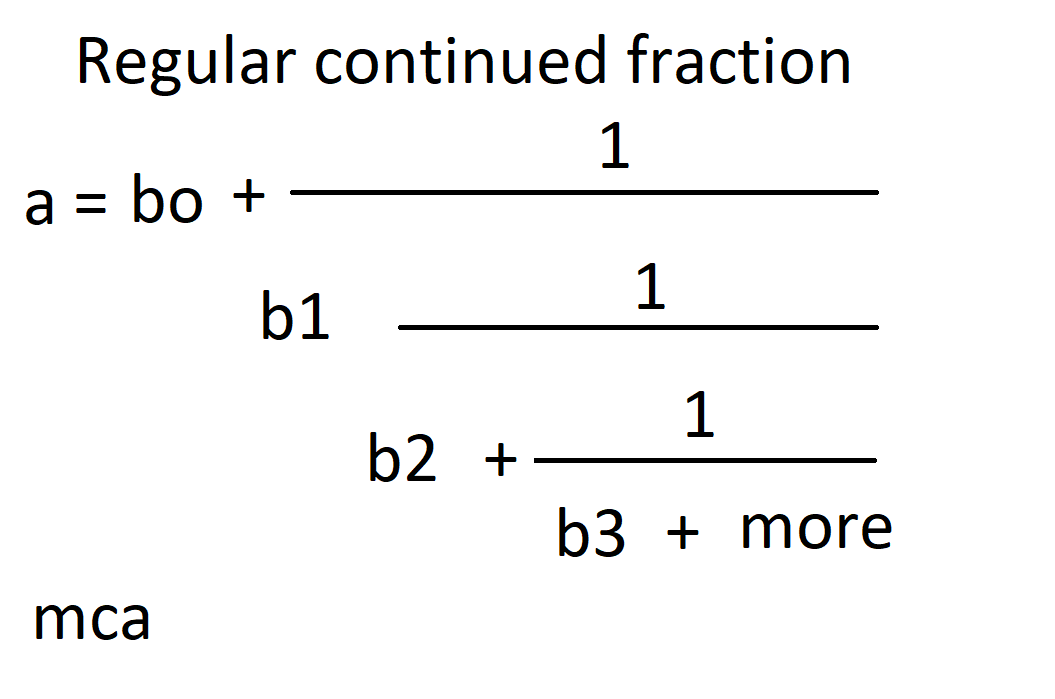 Regular continued fraction
1
a = bo +
1
b1
1
b2 +
b3 + more
mca